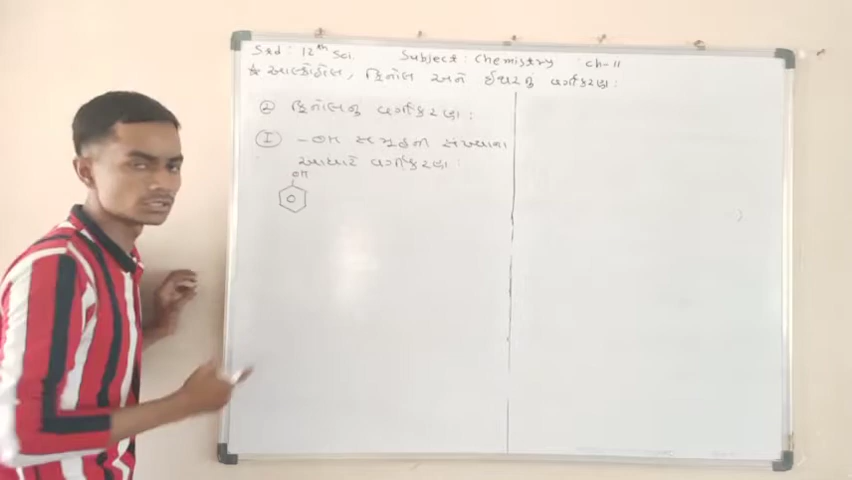 Std : 12th Sci. Subject : Chemistry ch-11
* આલ્કોહોલ, ફિનોલ અને ઈથરનું વર્ગીકરણ :
② ફિનોલનું વર્ગીકરણ :
Ⅰ -OH સમૂહની સંખ્યાના
આધારે વર્ગીકરણ :
OH